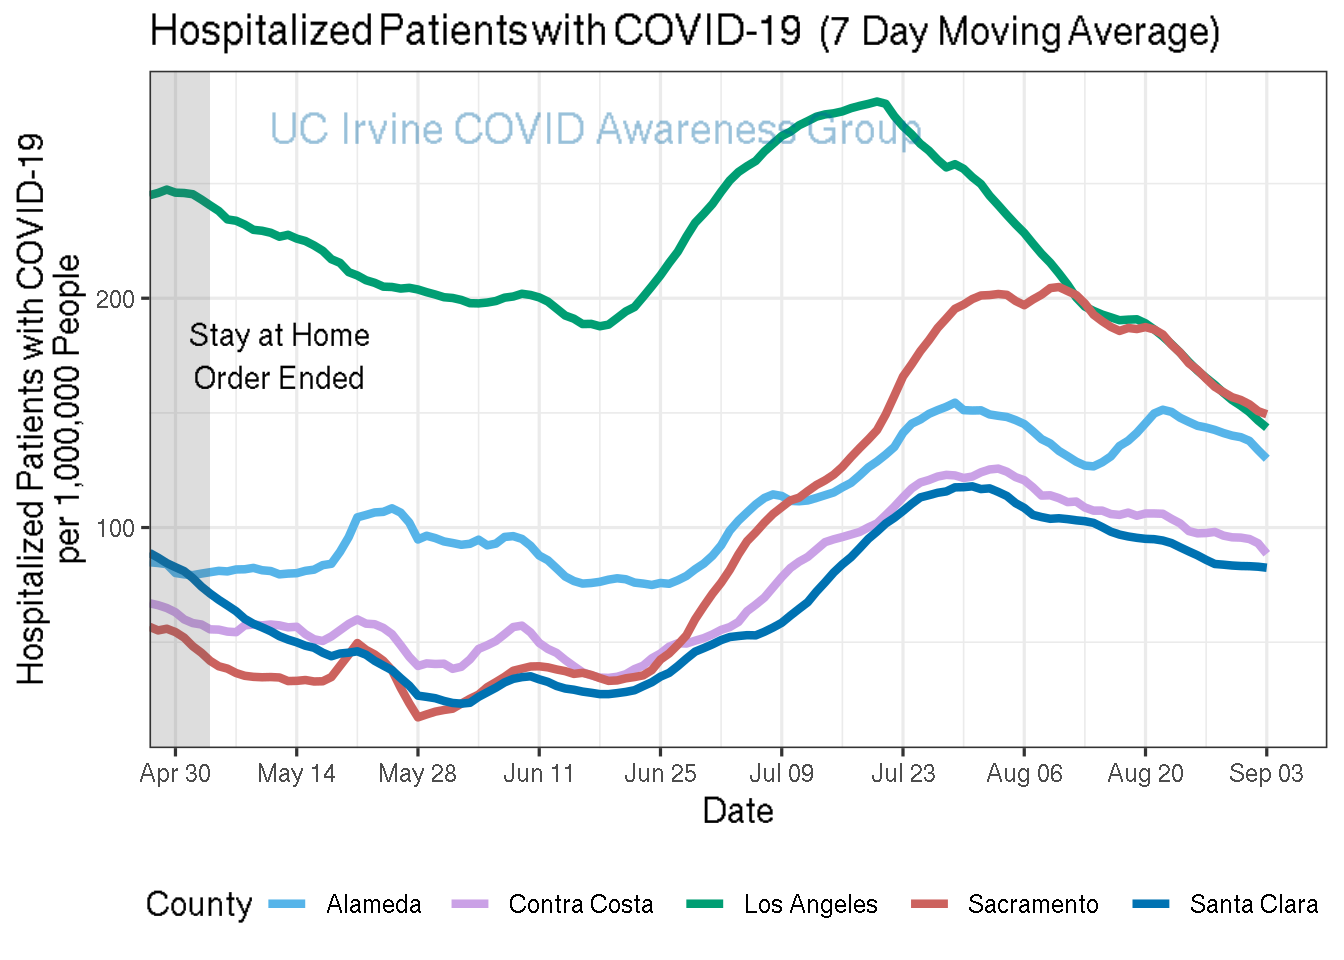 Hospitalized Patients with COVID-19 (7 Day Moving Average)
UC Irvine COVID Awareness Group
Hospitalized Patients with COVID-19
per 1,000,000 People
200
100
Stay at Home
Order Ended
Apr 30 May 14 May 28 Jun 11 Jun 25 Jul 09 Jul 23 Aug 06 Aug 20 Sep 03
Date
County Alameda Contra Costa Los Angeles Sacramento Santa Clara